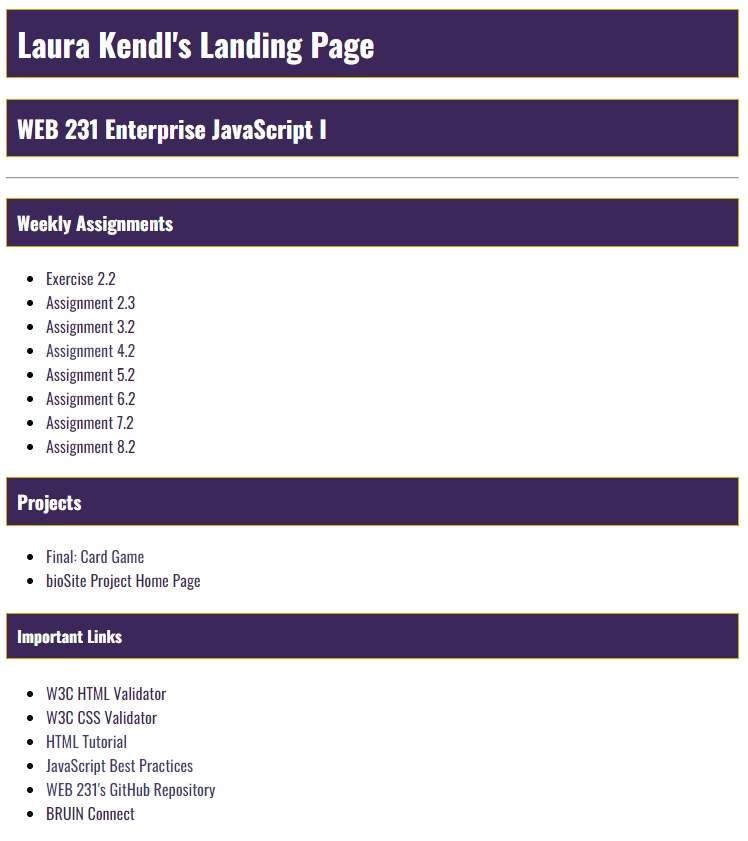 Laura Kendl's Landing Page
WEB 231 Enterprise JavaScript I
Weekly Assignments
Exercise 2.2
Assignment 2.3
Assignment 3.2
Assignment 4.2
Assignment 5.2
Assignment 6.2
Assignment 7.2
Assignment 8.2
Projects
Final: Card Game
bioSite Project Home Page
Important Links
W3C HTML Validator
W3C CSS Validator
HTML Tutorial
JavaScript Best Practices
WEB 231's GitHub Repository
BRUIN Connect